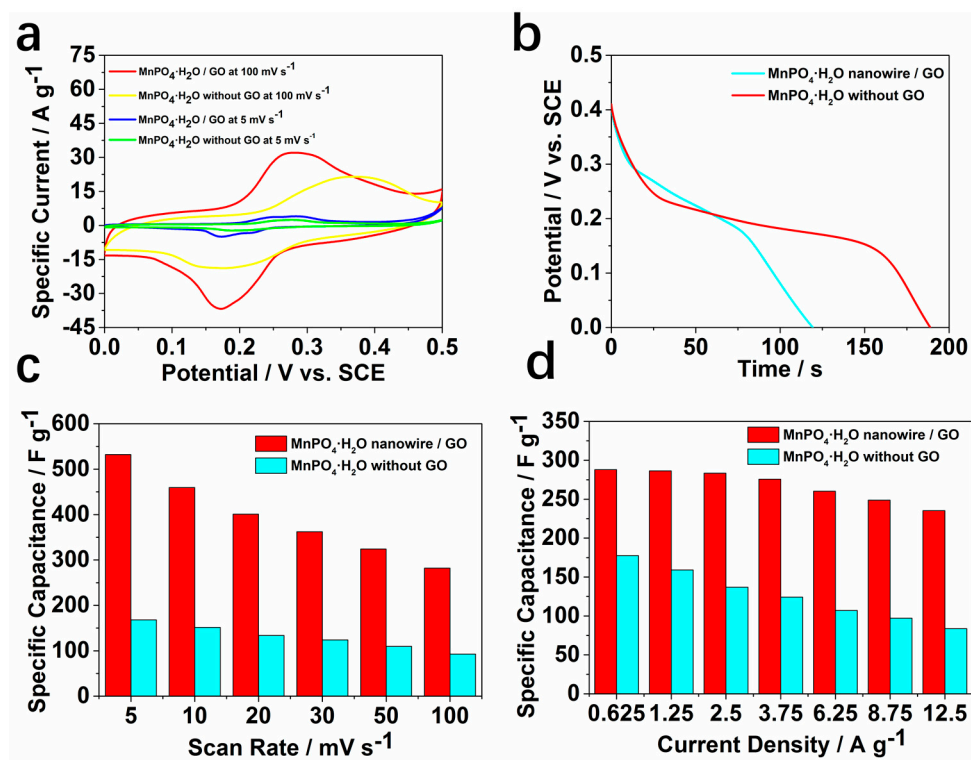 a
Specific Current / A g⁻¹
75
60
45
30
15
0
-15
-30
-45
MnPO₄·H₂O / GO at 100 mV s⁻¹
MnPO₄·H₂O without GO at 100 mV s⁻¹
MnPO₄·H₂O / GO at 5 mV s⁻¹
MnPO₄·H₂O without GO at 5 mV s⁻¹
0.0 0.1 0.2 0.3 0.4 0.5
Potential / V vs. SCE
b
Potential / V vs. SCE
0.5
0.4
0.3
0.2
0.1
0.0
MnPO₄·H₂O nanowire / GO
MnPO₄·H₂O without GO
0 50 100 150 200
Time / s
c
Specific Capacitance / F g⁻¹
600
500
400
300
200
100
0
MnPO₄·H₂O nanowire / GO
MnPO₄·H₂O without GO
5 10 20 30 50 100
Scan Rate / mV s⁻¹
d
Specific Capacitance / F g⁻¹
350
300
250
200
150
100
50
0
MnPO₄·H₂O nanowire / GO
MnPO₄·H₂O without GO
0.625 1.25 2.5 3.75 6.25 8.75 12.5
Current Density / A g⁻¹